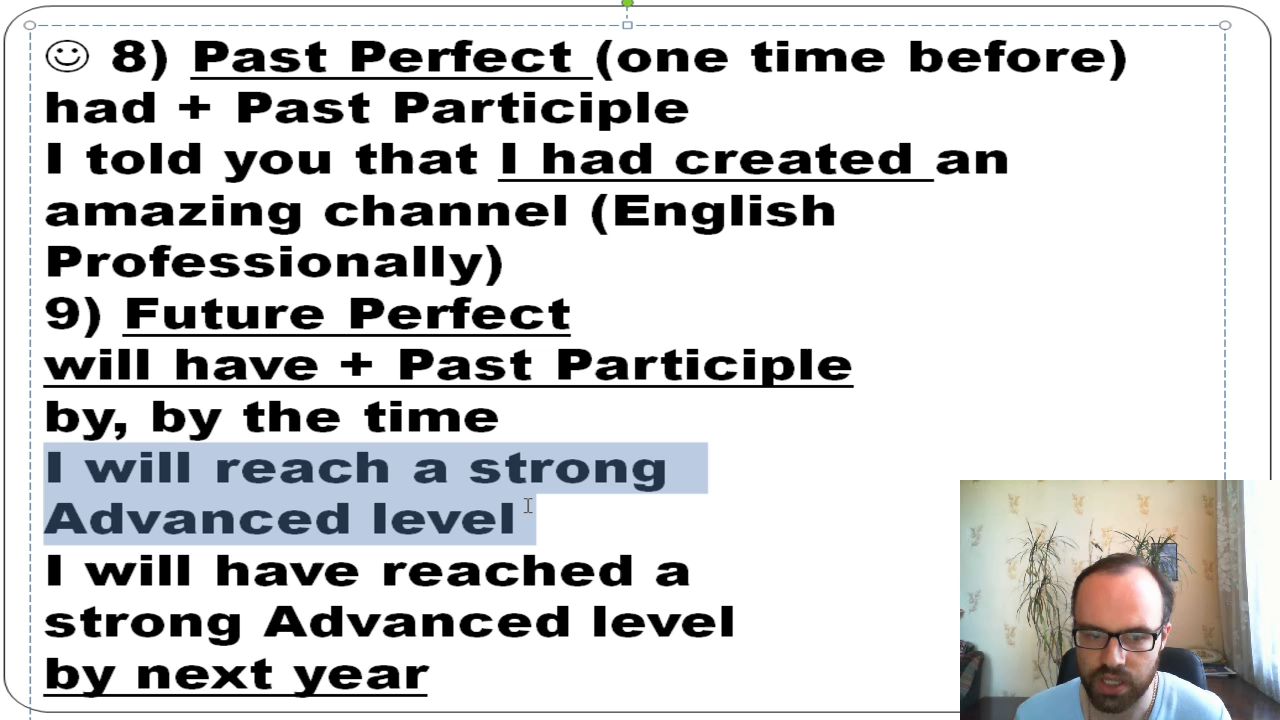 ☺ 8) Past Perfect (one time before)
had + Past Participle
I told you that I had created an
amazing channel (English
Professionally)
9) Future Perfect
will have + Past Participle
by, by the time
I will reach a strong
Advanced level
I will have reached a
strong Advanced level
by next year